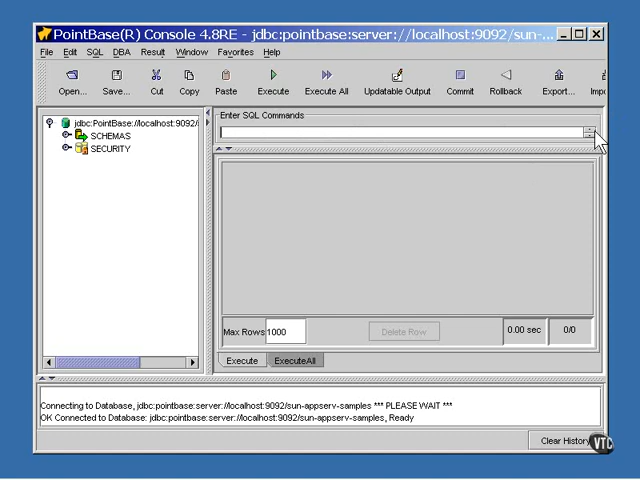 PointBase(R) Console 4.8RE - jdbc:pointbase:server://localhost:9092/sun-...
File Edit SQL DBA Result Window Favorites Help
Open... Save... Cut Copy Paste Execute Execute All Updatable Output Commit Rollback Export... Impo
jdbc:PointBase://localhost:9092/
SCHEMAS
SECURITY
Enter SQL Commands
Max Rows 1000 Delete Row 0.00 sec 0/0
Execute ExecuteAll
Connecting to Database, jdbc:pointbase:server://localhost:9092/sun-appserv-samples *** PLEASE WAIT ***
OK Connected to Database: jdbc:pointbase:server://localhost:9092/sun-appserv-samples, Ready
Clear History
VTC